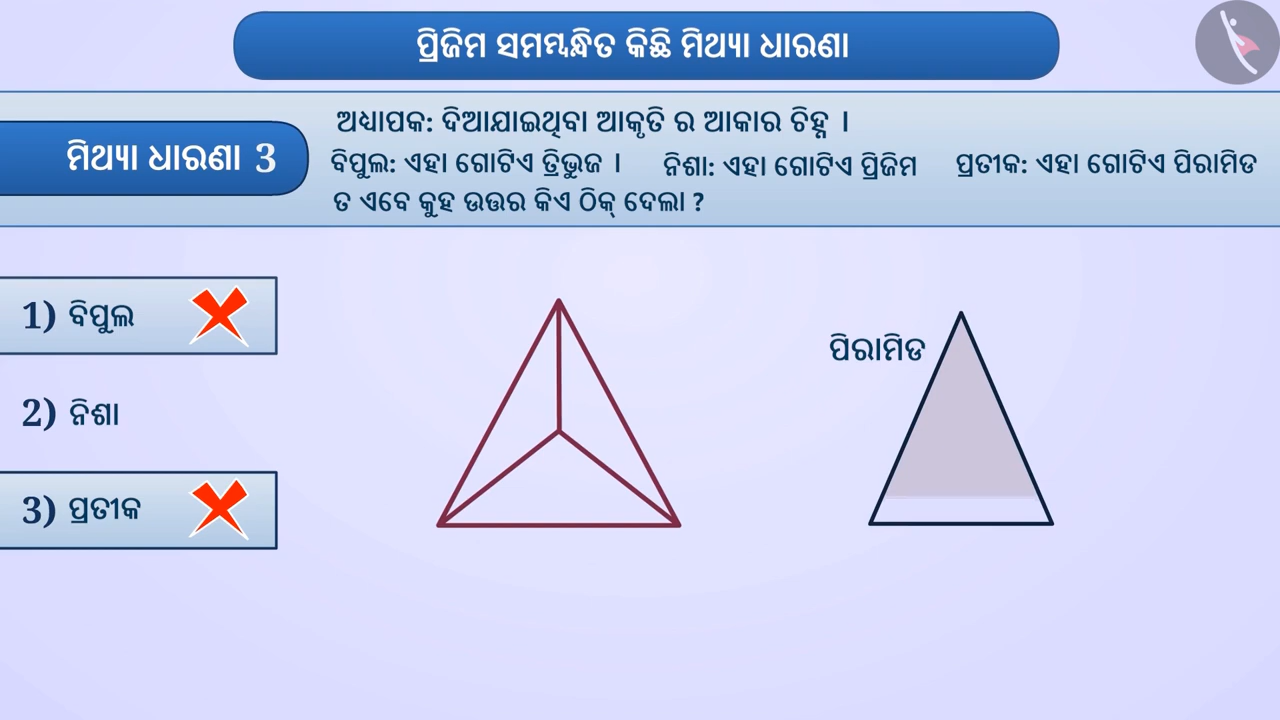 ପ୍ରିଜିମ ସମମ୍ବନ୍ଧିତ କିଛି ମିଥ୍ୟା ଧାରଣା
ମିଥ୍ୟା ଧାରଣା 3
ଅଧ୍ୟାପକ: ଦିଆଯାଇଥିବା ଆକୃତି ର ଆକାର ଚିହ୍ନ ।
ବିପୁଲ: ଏହା ଗୋଟିଏ ତ୍ରିଭୁଜ । ନିଶା: ଏହା ଗୋଟିଏ ପ୍ରିଜିମ ପ୍ରତୀକ: ଏହା ଗୋଟିଏ ପିରାମିଡ
ତ ଏବେ କୁହ ଉତ୍ତର କିଏ ଠିକ୍ ଦେଲା ?
1) ବିପୁଲ
2) ନିଶା
3) ପ୍ରତୀକ
ପିରାମିଡ